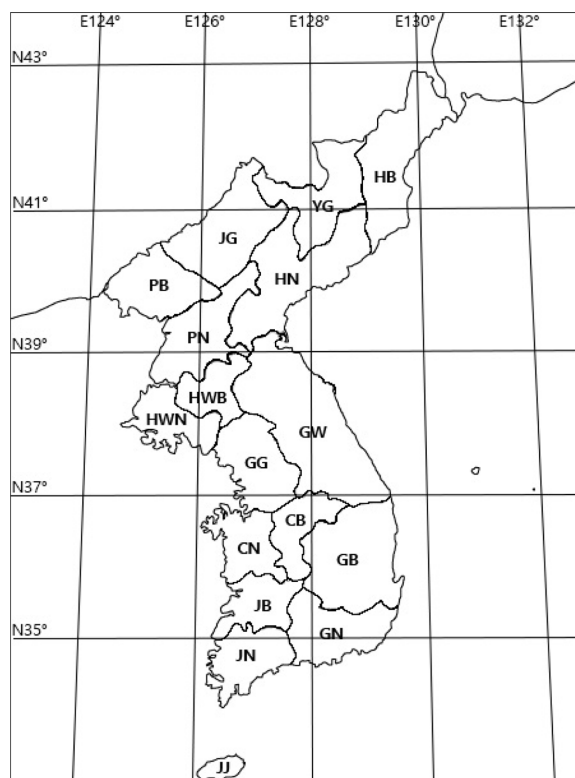 E124° E126° E128° E130° E132°
N43°
HB
N41°
YG
JG
HN
PB
PN
N39°
HWB
HWN
GW
GG
N37°
CB
CN
GB
JB
GN
N35°
JN
JJ